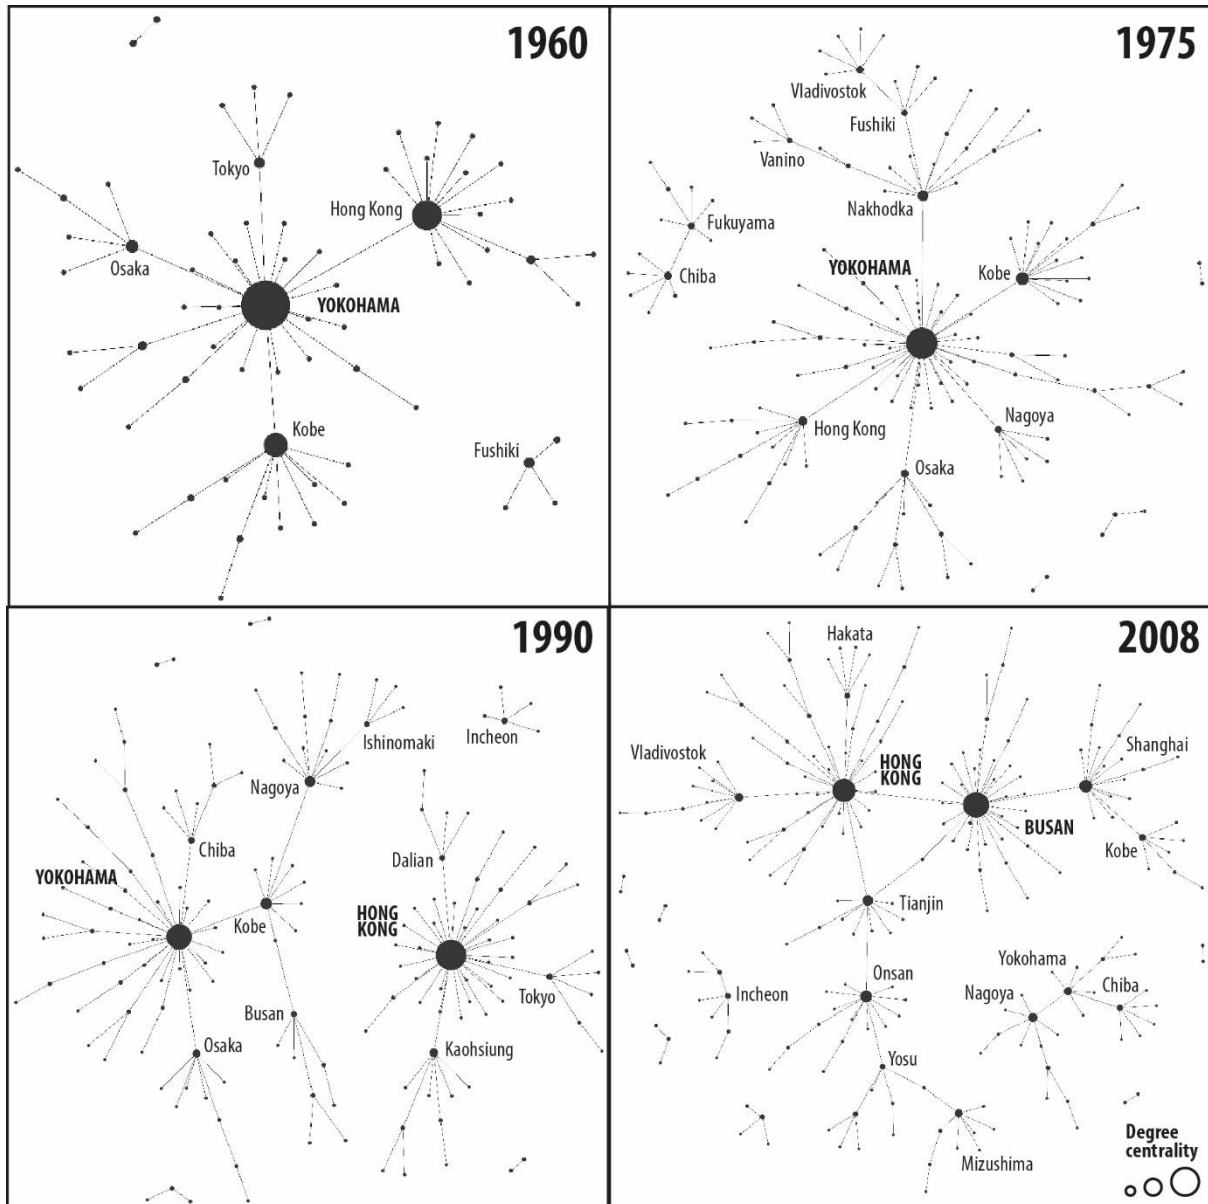 1960
Tokyo
Hong Kong
Osaka
YOKOHAMA
Kobe
Fushiki
1975
Vladivostok
Fushiki
Vanino
Nakhodka
Fukuyama
Chiba
YOKOHAMA
Kobe
Hong Kong
Nagoya
Osaka
1990
Ishinomaki
Incheon
Nagoya
Chiba
Dalian
YOKOHAMA
Kobe
HONG
KONG
Tokyo
Busan
Osaka
Kaohsiung
2008
Hakata
Vladivostok
HONG
KONG
Shanghai
BUSAN
Kobe
Tianjin
Yokohama
Onsan
Incheon
Nagoya
Chiba
Yosu
Mizushima
Degree
centrality